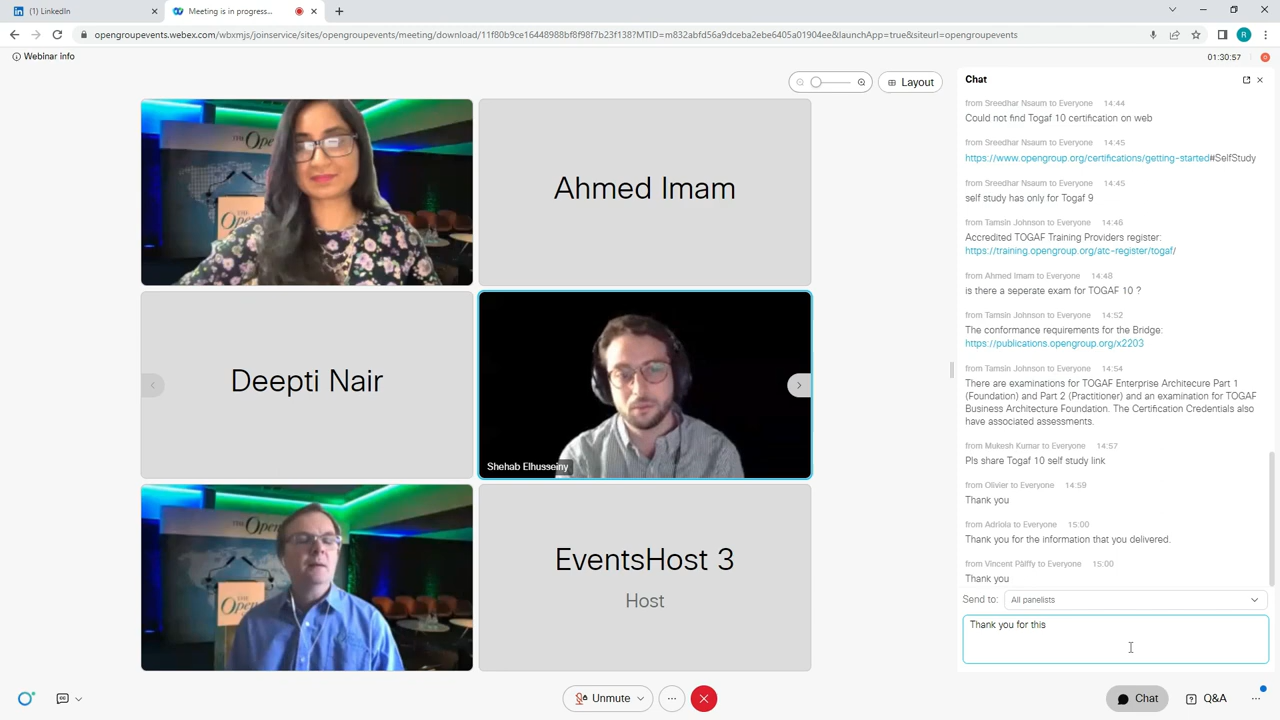 (1) LinkedIn
Meeting is in progress...
opengroupevents.webex.com/wbxmjs/joinservice/sites/opengroupevents/meeting/download/11f80b9ce16448988bf8f98f7b23f138?MTID=m832abfd56a9dceba2ebe6405a01904ee&launchApp=true&siteurl=opengroupevents
R
Webinar info
01:30:57
Layout
Ahmed Imam
Deepti Nair
Shehab Elhusseiny
EventsHost 3
Host
Chat
from Sreedhar Nsaum to Everyone 14:44
Could not find Togaf 10 certification on web
from Sreedhar Nsaum to Everyone 14:45
https://www.opengroup.org/certifications/getting-started#SelfStudy
from Sreedhar Nsaum to Everyone 14:45
self study has only for Togaf 9
from Tamsin Johnson to Everyone 14:46
Accredited TOGAF Training Providers register:
https://training.opengroup.org/atc-register/togaf/
from Ahmed Imam to Everyone 14:48
is there a seperate exam for TOGAF 10 ?
from Tamsin Johnson to Everyone 14:52
The conformance requirements for the Bridge:
https://publications.opengroup.org/x2203
from Tamsin Johnson to Everyone 14:54
There are examinations for TOGAF Enterprise Architecure Part 1
(Foundation) and Part 2 (Practitioner) and an examination for TOGAF
Business Architecture Foundation. The Certification Credentials also
have associated assessments.
from Mukesh Kumar to Everyone 14:57
Pls share Togaf 10 self study link
from Olivier to Everyone 14:59
Thank you
from Adriola to Everyone 15:00
Thank you for the information that you delivered.
from Vincent Pálffy to Everyone 15:00
Thank you
Send to: All panelists
Thank you for this
Unmute
Chat
Q&A